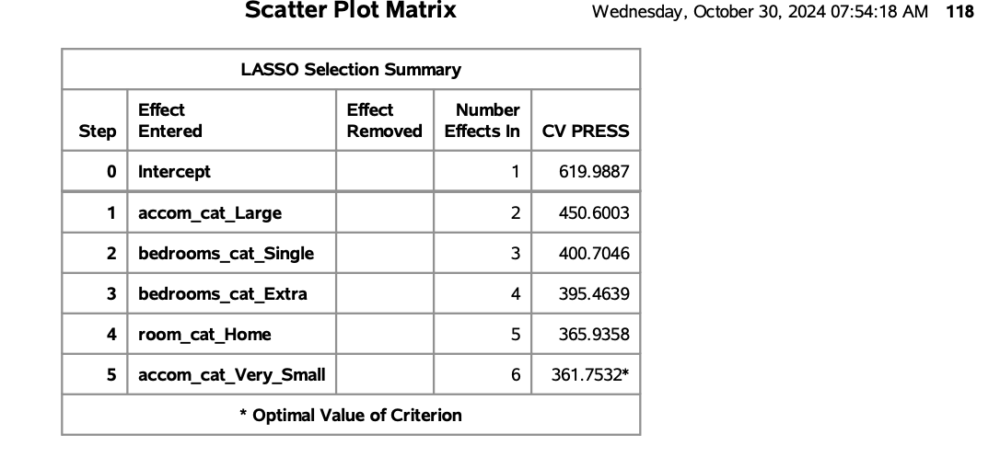 Scatter Plot Matrix Wednesday, October 30, 2024 07:54:18 AM 118
LASSO Selection Summary
Step Effect Entered Effect Removed Number Effects In CV PRESS
0 Intercept 1 619.9887
1 accom_cat_Large 2 450.6003
2 bedrooms_cat_Single 3 400.7046
3 bedrooms_cat_Extra 4 395.4639
4 room_cat_Home 5 365.9358
5 accom_cat_Very_Small 6 361.7532*
* Optimal Value of Criterion